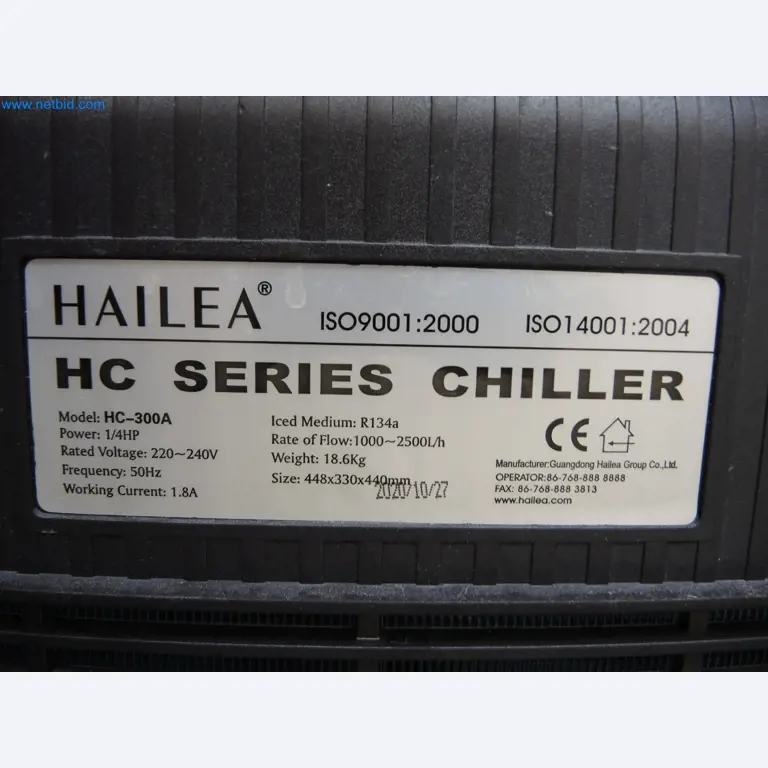 www.netbid.com
HAILEA®
ISO9001:2000
ISO14001:2004
HC SERIES CHILLER
Model: HC-300A
Power: 1/4HP
Rated Voltage: 220~240V
Frequency: 50Hz
Working Current: 1.8A
Iced Medium: R134a
Rate of Flow:1000~2500L/h
Weight: 18.6Kg
Size: 448x330x440mm
2020/10/27
CE
Manufacturer:Guangdong Hailea Group Co.,Ltd.
OPERATOR:86-768-888 8888
FAX: 86-768-888 3813
www.hailea.com